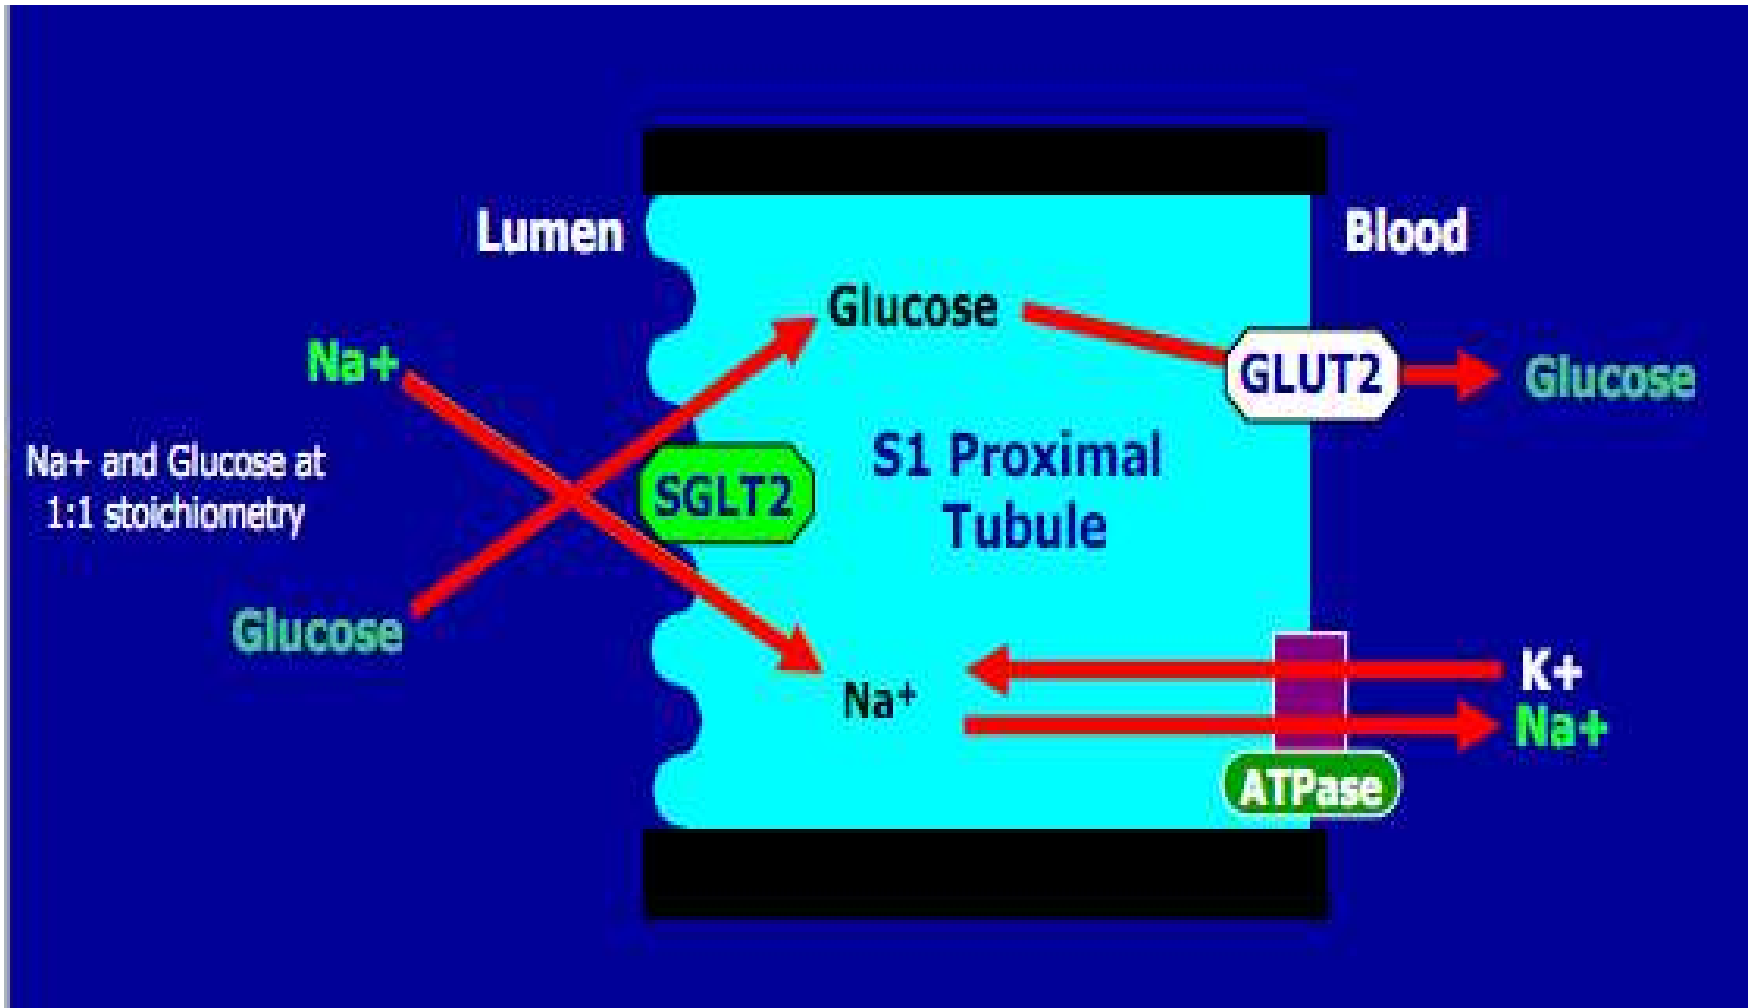 Lumen
Blood
Glucose
Na+
GLUT2
Glucose
Na+ and Glucose at
1:1 stoichiometry
SGLT2
S1 Proximal
Tubule
Glucose
Na⁺
K+
Na+
ATPase